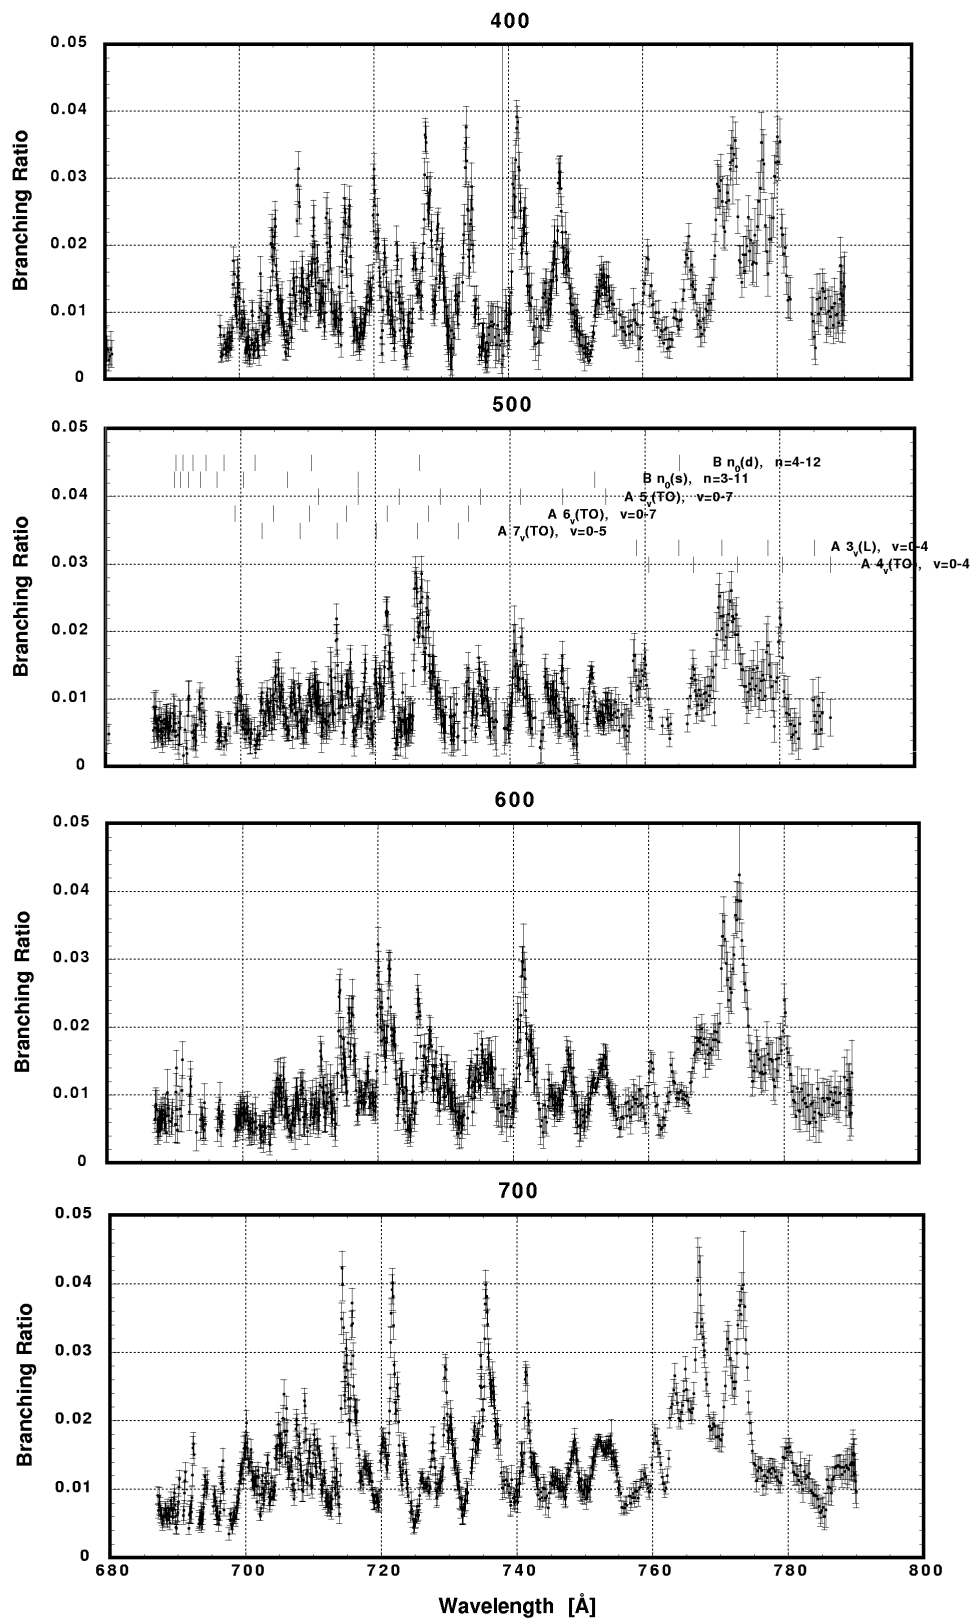 400
0.05
0.04
0.03
0.02
0.01
0
Branching Ratio
500
0.05
0.04
0.03
0.02
0.01
0
Branching Ratio
B n0(d), n=4-12
B n0(s), n=3-11
A 5v(TO), v=0-7
A 6v(TO), v=0-7
A 7v(TO), v=0-5
A 3v(L), v=0-4
A 4v(TO), v=0-4
600
0.05
0.04
0.03
0.02
0.01
0
Branching Ratio
700
0.05
0.04
0.03
0.02
0.01
0
Branching Ratio
680 700 720 740 760 780 800
Wavelength [Å]